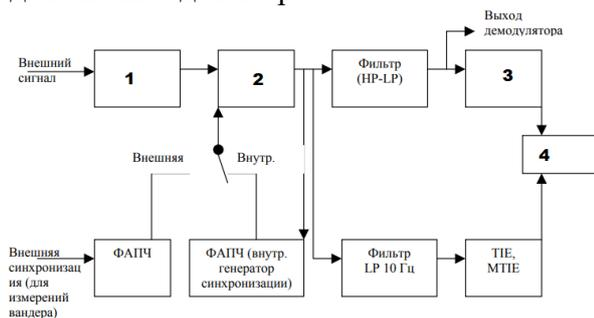 Выход
демодулятора
Внешний
сигнал
1
2
Фильтр
(HP-LP)
3
4
Внешняя
Внутр.
Внешняя
синхронизац
ия (для
измерений
вандера)
ФАПЧ
ФАПЧ (внутр.
генератор
синхронизации)
Фильтр
LP 10 Гц
TIE,
MTIE